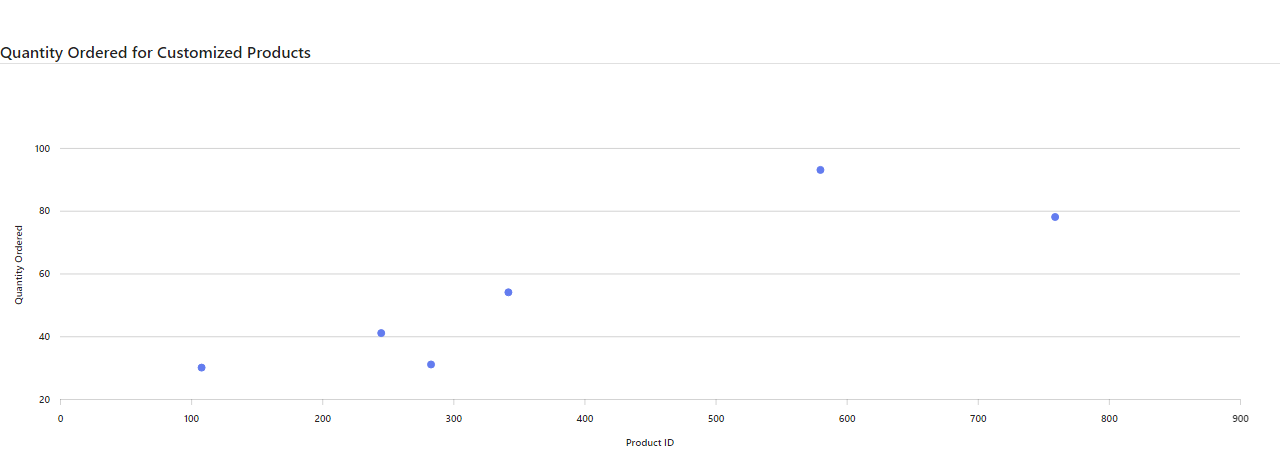 Quantity Ordered for Customized Products
100
80
60
40
20
Quantity Ordered
0 100 200 300 400 500 600 700 800 900
Product ID